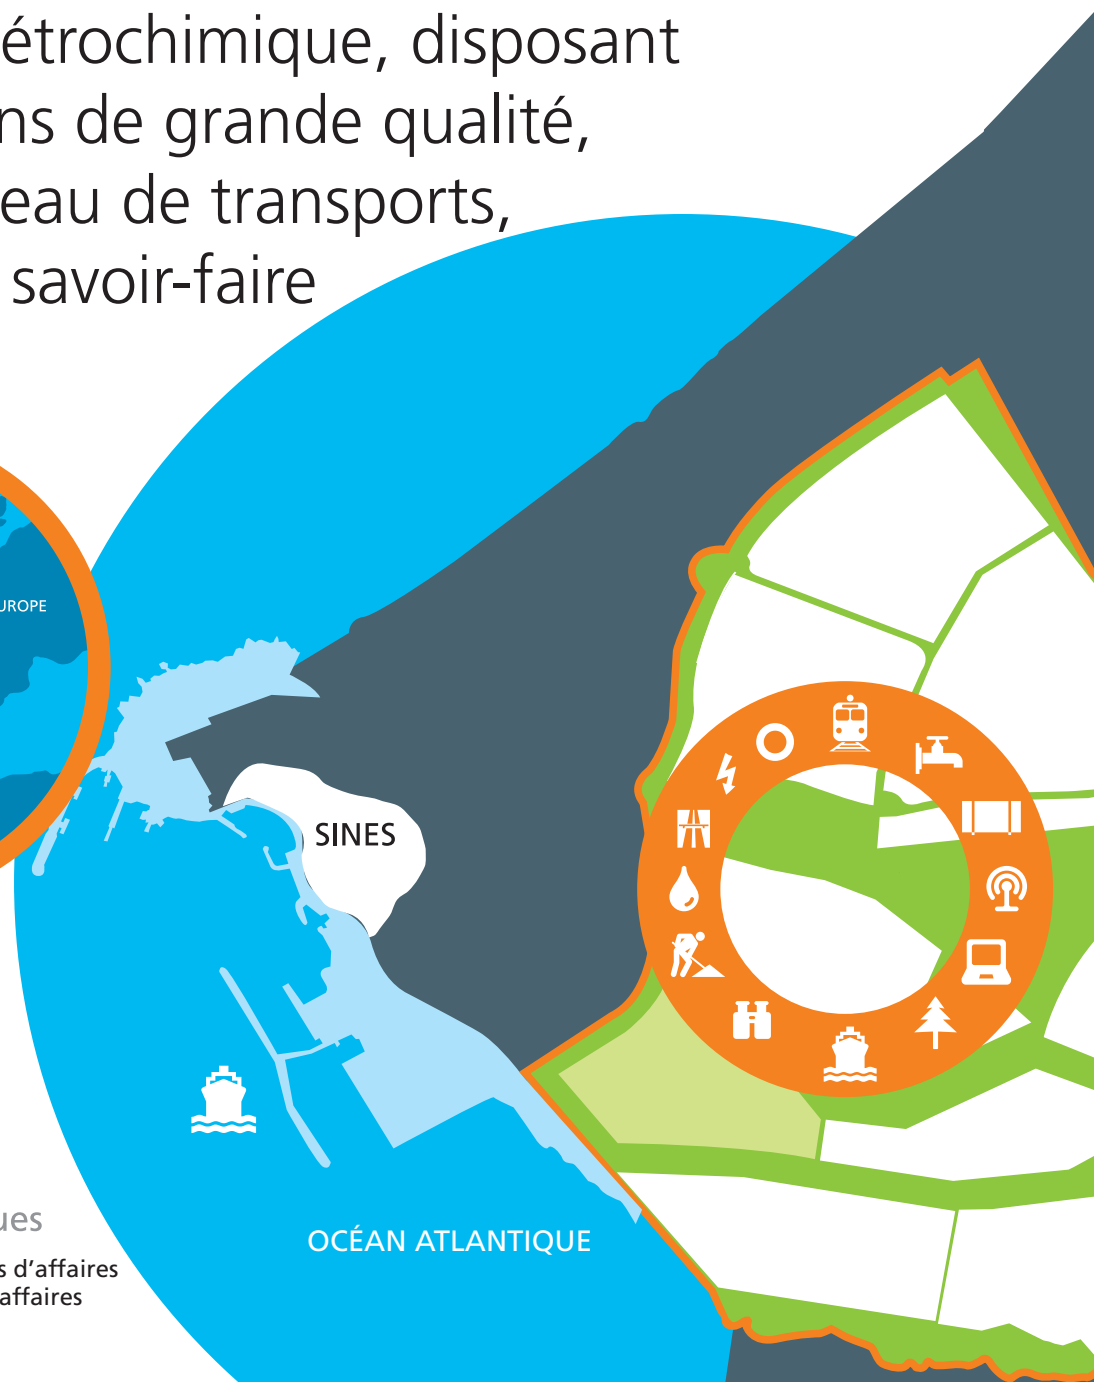 étrochimique, disposant
ns de grande qualité,
eau de transports,
savoir-faire
UROPE
SINES
OCÉAN ATLANTIQUE
ues
s d’affaires
affaires